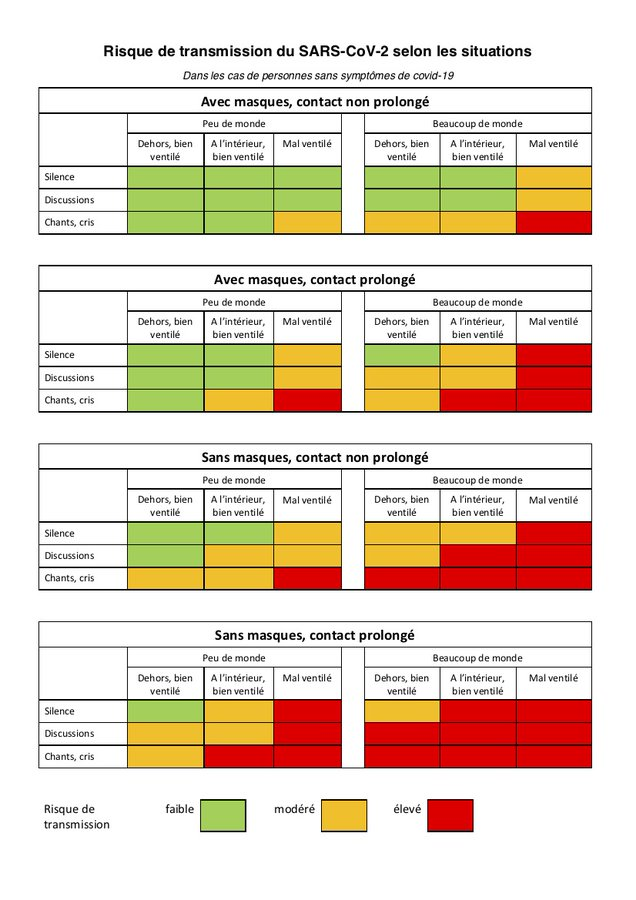 Risque de transmission du SARS-CoV-2 selon les situations
Dans les cas de personnes sans symptômes de covid-19
Avec masques, contact non prolongé
Peu de monde Beaucoup de monde
Dehors, bien A l'intérieur, Mal ventilé Dehors, bien A l'intérieur, Mal ventilé
ventilé bien ventilé ventilé bien ventilé
Silence
Discussions
Chants, cris
Avec masques, contact prolongé
Peu de monde Beaucoup de monde
Dehors, bien A l'intérieur, Mal ventilé Dehors, bien A l'intérieur, Mal ventilé
ventilé bien ventilé ventilé bien ventilé
Silence
Discussions
Chants, cris
Sans masques, contact non prolongé
Peu de monde Beaucoup de monde
Dehors, bien A l'intérieur, Mal ventilé Dehors, bien A l'intérieur, Mal ventilé
ventilé bien ventilé ventilé bien ventilé
Silence
Discussions
Chants, cris
Sans masques, contact prolongé
Peu de monde Beaucoup de monde
Dehors, bien A l'intérieur, Mal ventilé Dehors, bien A l'intérieur, Mal ventilé
ventilé bien ventilé ventilé bien ventilé
Silence
Discussions
Chants, cris
Risque de faible modéré élevé
transmission